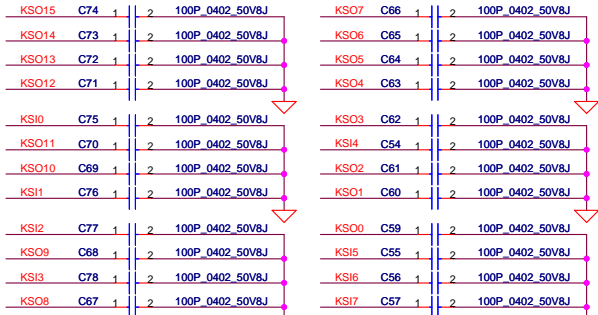 KSO15 C74 1 2 100P_0402_50V8J
KSO14 C73 1 2 100P_0402_50V8J
KSO13 C72 1 2 100P_0402_50V8J
KSO12 C71 1 2 100P_0402_50V8J
KSI0 C75 1 2 100P_0402_50V8J
KSO11 C70 1 2 100P_0402_50V8J
KSO10 C69 1 2 100P_0402_50V8J
KSI1 C76 1 2 100P_0402_50V8J
KSI2 C77 1 2 100P_0402_50V8J
KSO9 C68 1 2 100P_0402_50V8J
KSI3 C78 1 2 100P_0402_50V8J
KSO8 C67 1 2 100P_0402_50V8J
KSO7 C66 1 2 100P_0402_50V8J
KSO6 C65 1 2 100P_0402_50V8J
KSO5 C64 1 2 100P_0402_50V8J
KSO4 C63 1 2 100P_0402_50V8J
KSO3 C62 1 2 100P_0402_50V8J
KSI4 C54 1 2 100P_0402_50V8J
KSO2 C61 1 2 100P_0402_50V8J
KSO1 C60 1 2 100P_0402_50V8J
KSO0 C59 1 2 100P_0402_50V8J
KSI5 C55 1 2 100P_0402_50V8J
KSI6 C56 1 2 100P_0402_50V8J
KSI7 C57 1 2 100P_0402_50V8J